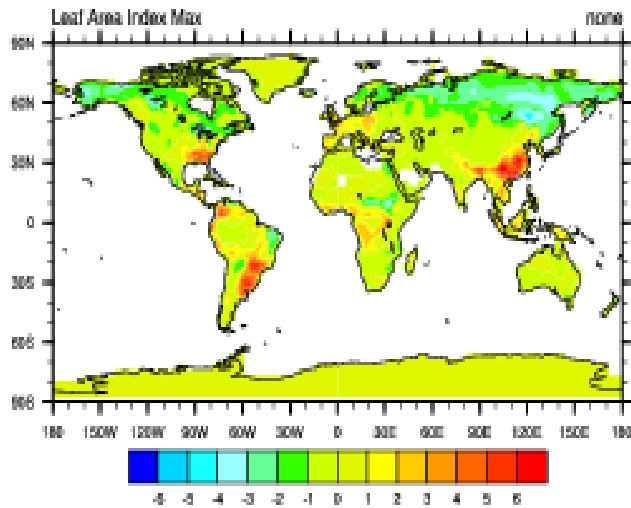 Leaf Area Index Max none
90N
60N
30N
0
30S
60S
90S
180 150W 120W 90W 60W 30W 0 30E 60E 90E 120E 150E 180
-6 -5 -4 -3 -2 -1 0 1 2 3 4 5 6